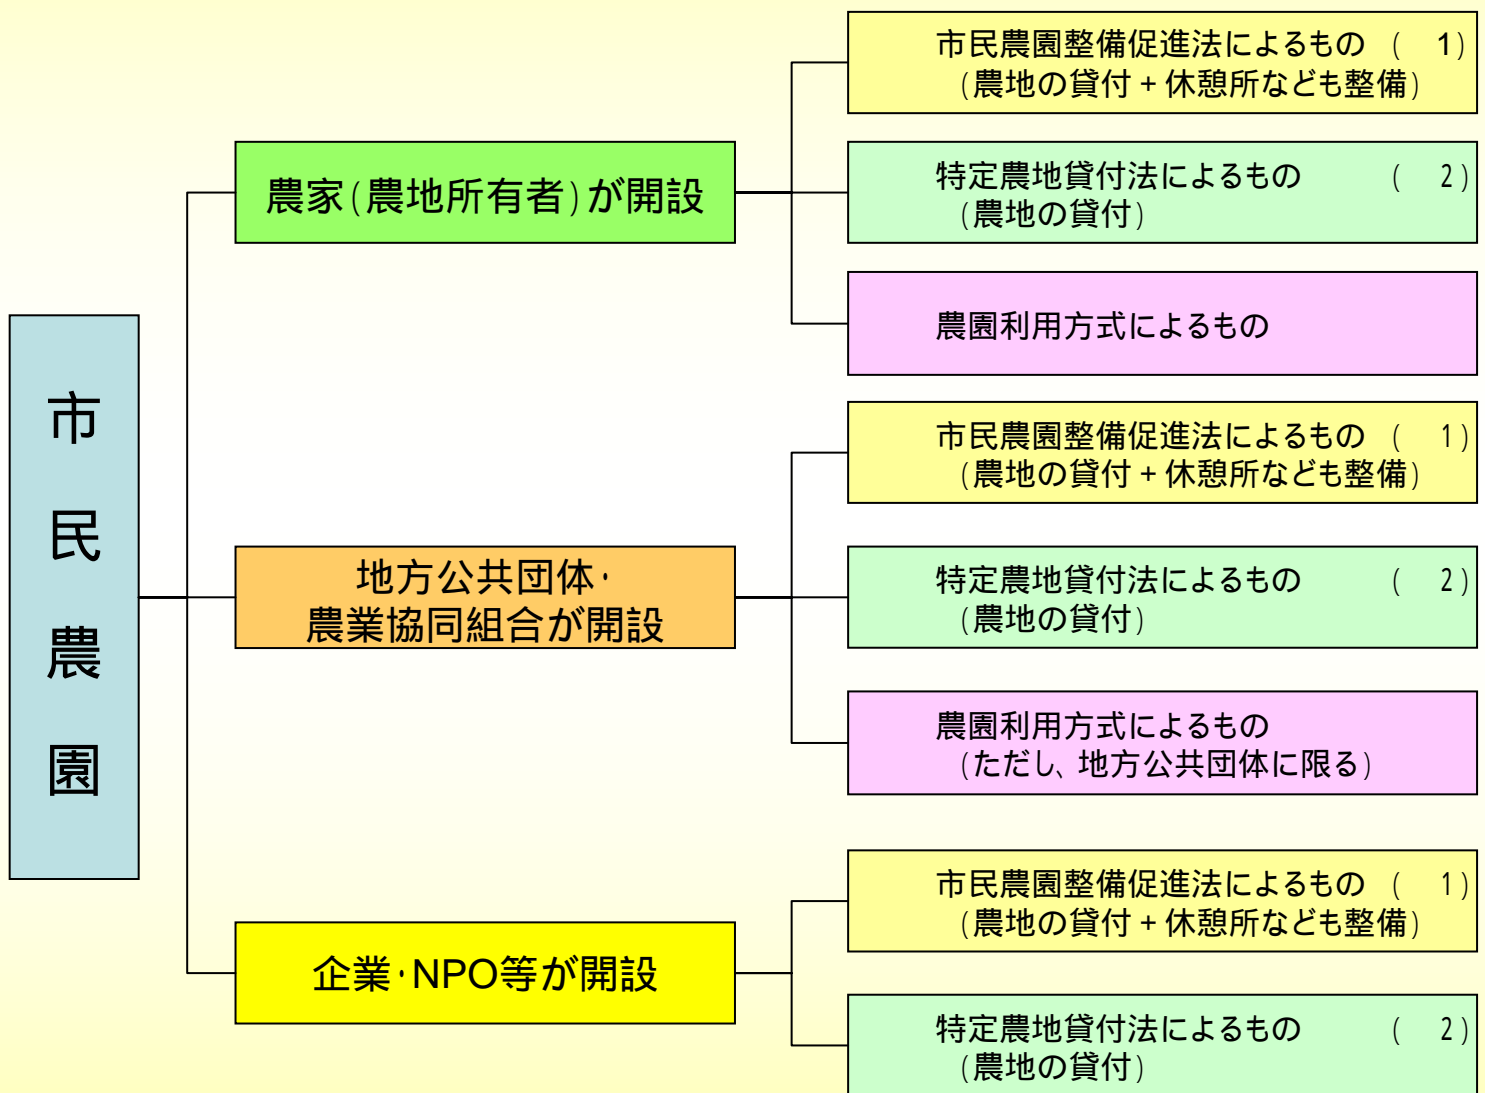 市民農園
農家(農地所有者)が開設
市民農園整備促進法によるもの ( 1)
(農地の貸付+休憩所なども整備)
特定農地貸付法によるもの ( 2)
(農地の貸付)
農園利用方式によるもの
地方公共団体・
農業協同組合が開設
市民農園整備促進法によるもの ( 1)
(農地の貸付+休憩所なども整備)
特定農地貸付法によるもの ( 2)
(農地の貸付)
農園利用方式によるもの
(ただし、地方公共団体に限る)
企業・NPO等が開設
市民農園整備促進法によるもの ( 1)
(農地の貸付+休憩所なども整備)
特定農地貸付法によるもの ( 2)
(農地の貸付)